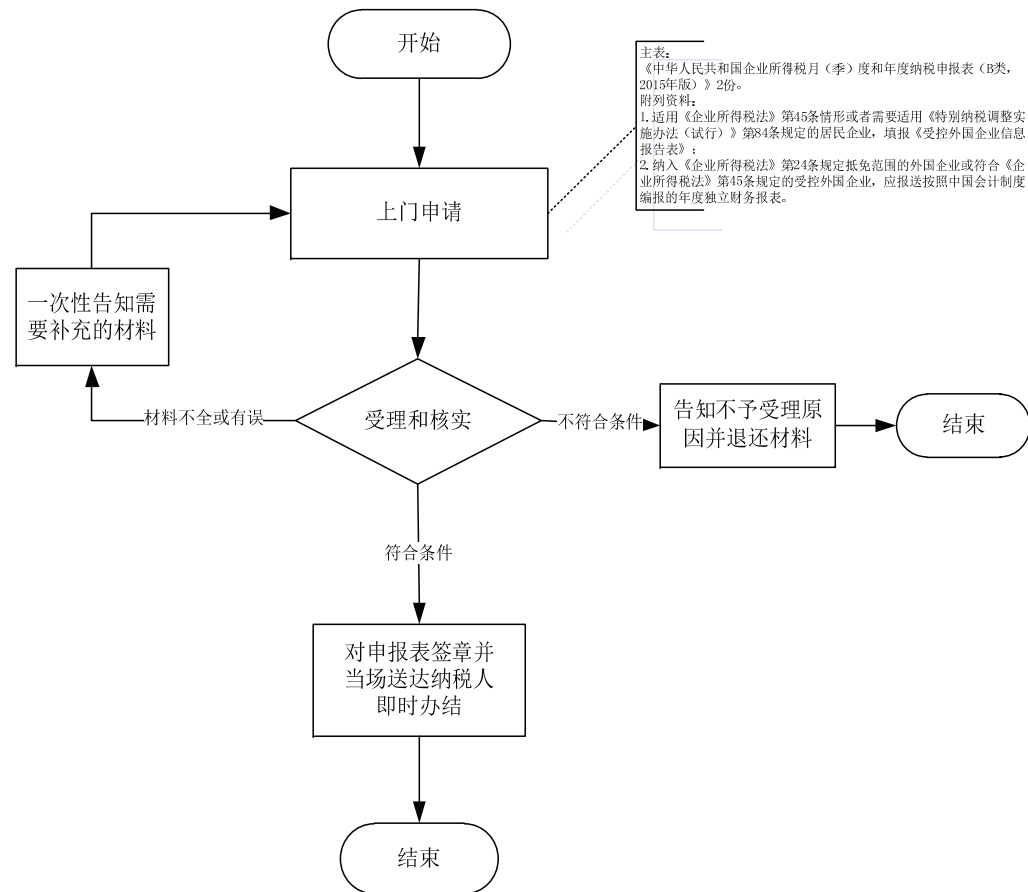 开始
主表：
《中华人民共和国企业所得税月（季）度和年度纳税申报表（B类，
2015年版）》2份。
附列资料：
1.适用《企业所得税法》第45条情形或者需要适用《特别纳税调整实
施办法（试行）》第84条规定的居民企业，填报《受控外国企业信息
报告表》；
2.纳入《企业所得税法》第24条规定抵免范围的外国企业或符合《企
业所得税法》第45条规定的受控外国企业，应报送按照中国会计制度
编报的年度独立财务报表。
上门申请
一次性告知需
要补充的材料
材料不全或有误
受理和核实
不符合条件
告知不予受理原
因并退还材料
结束
符合条件
对申报表签章并
当场送达纳税人
即时办结
结束